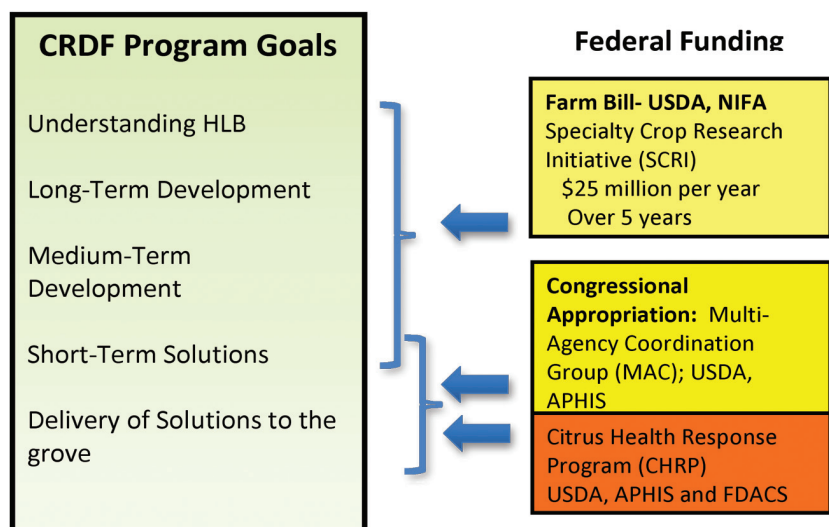 CRDF Program Goals
Understanding HLB
Long-Term Development
Medium-Term
Development
Short-Term Solutions
Delivery of Solutions to the
grove
Federal Funding
Farm Bill- USDA, NIFA
Specialty Crop Research
Initiative (SCRI)
$25 million per year
Over 5 years
Congressional
Appropriation: Multi-
Agency Coordination
Group (MAC); USDA,
APHIS
Citrus Health Response
Program (CHRP)
USDA, APHIS and FDACS